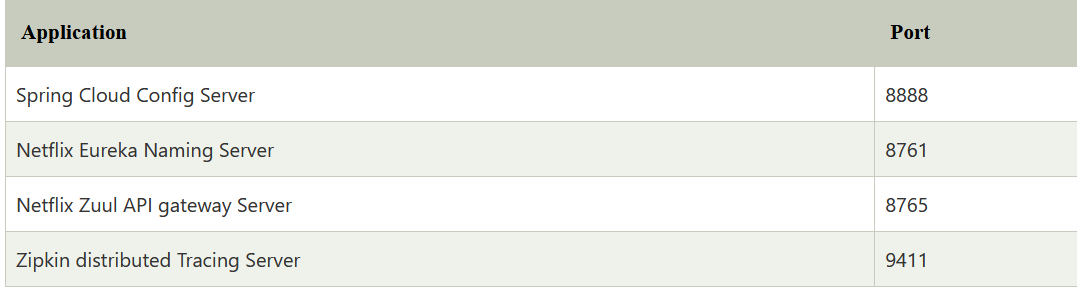 Application Port
Spring Cloud Config Server 8888
Netflix Eureka Naming Server 8761
Netflix Zuul API gateway Server 8765
Zipkin distributed Tracing Server 9411